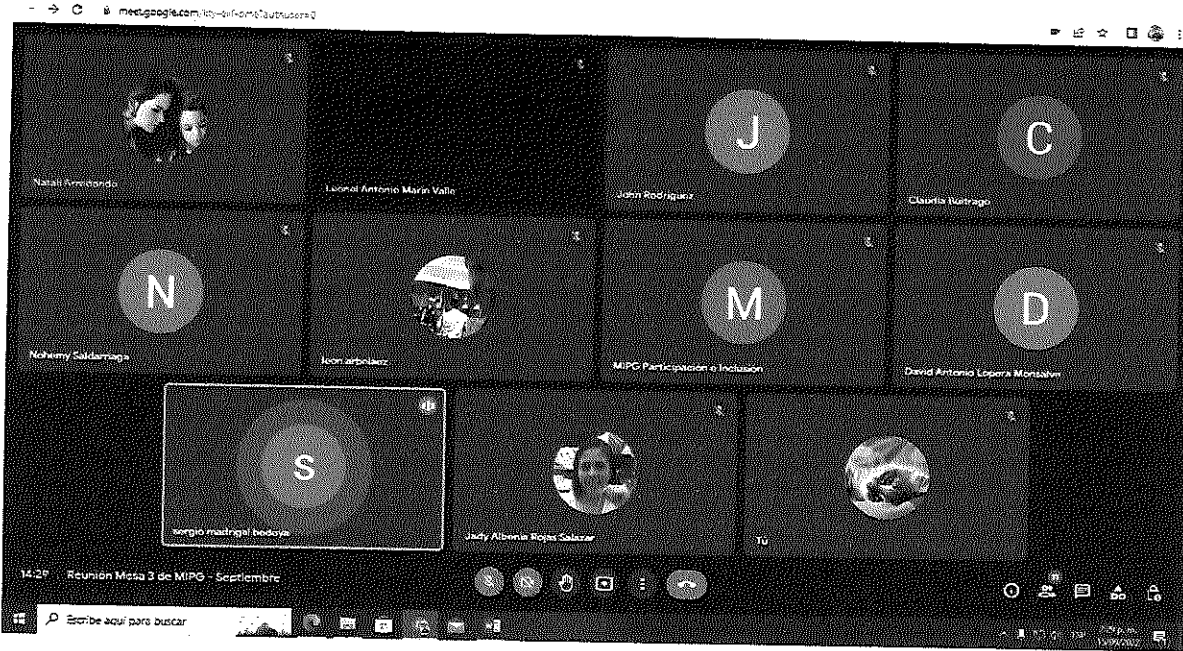 meet.google.com
Natali Arredondo
Leonel Antonio Marin Valle
J
John Rodriguez
C
Claudia Buitrago
N
Nohemy Saldarriaga
leon arbelaez
M
MIPG Participación e Inclusión
D
David Antonio Lopera Monsalve
S
sergio madrigal bedoya
Jady Albenia Rojas Salazar
Tú
14:29 Reunión Mesa 3 de MIPG - Septiembre
11
Escribe aquí para buscar